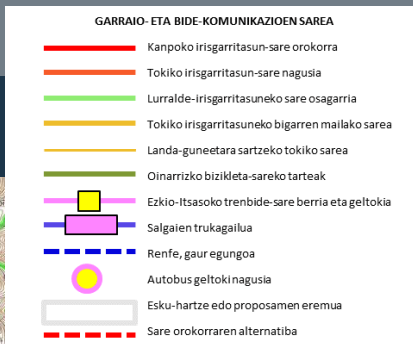 GARRAIO- ETA BIDE-KOMUNIKAZIOEN SAREA
Kanpoko irisgarritasun-sare orokorra
Tokiko irisgarritasun-sare nagusia
Lurralde-irisgarritasuneko sare osagarria
Tokiko irisgarritasuneko bigarren mailako sarea
Landa-guneetara sartzeko tokiko sarea
Oinarrizko bizikleta-sareko tarteak
Ezkio-Itsasoko trenbide-sare berria eta geltokia
Salgaien trukagailua
Renfe, gaur egungoa
Autobus geltoki nagusia
Esku-hartze edo proposamen eremua
Sare orokorraren alternatiba